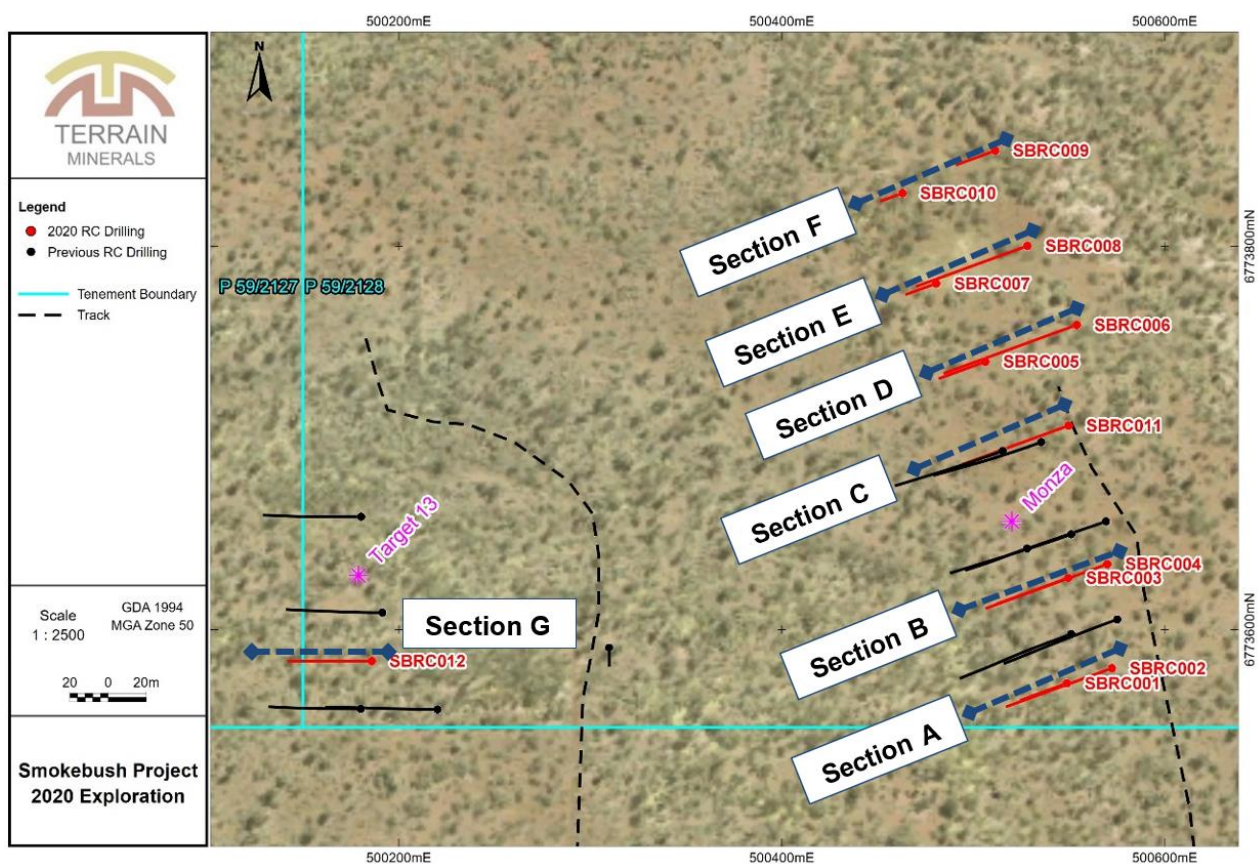 500200mE
500400mE
500600mE
TERRAIN
MINERALS
Legend
2020 RC Drilling
Previous RC Drilling
Tenement Boundary
Track
Scale
1 : 2500
GDA 1994
MGA Zone 50
20 0 20m
Smokebush Project
2020 Exploration
N
P 59/2127
P 59/2128
SBRC009
SBRC010
Section F
SBRC008
SBRC007
Section E
SBRC006
SBRC005
Section D
SBRC011
Section C
Monza
SBRC004
SBRC003
Section B
SBRC002
SBRC001
Section A
Target 13
Section G
SBRC012
6773800mN
6773600mN
500200mE
500400mE
500600mE